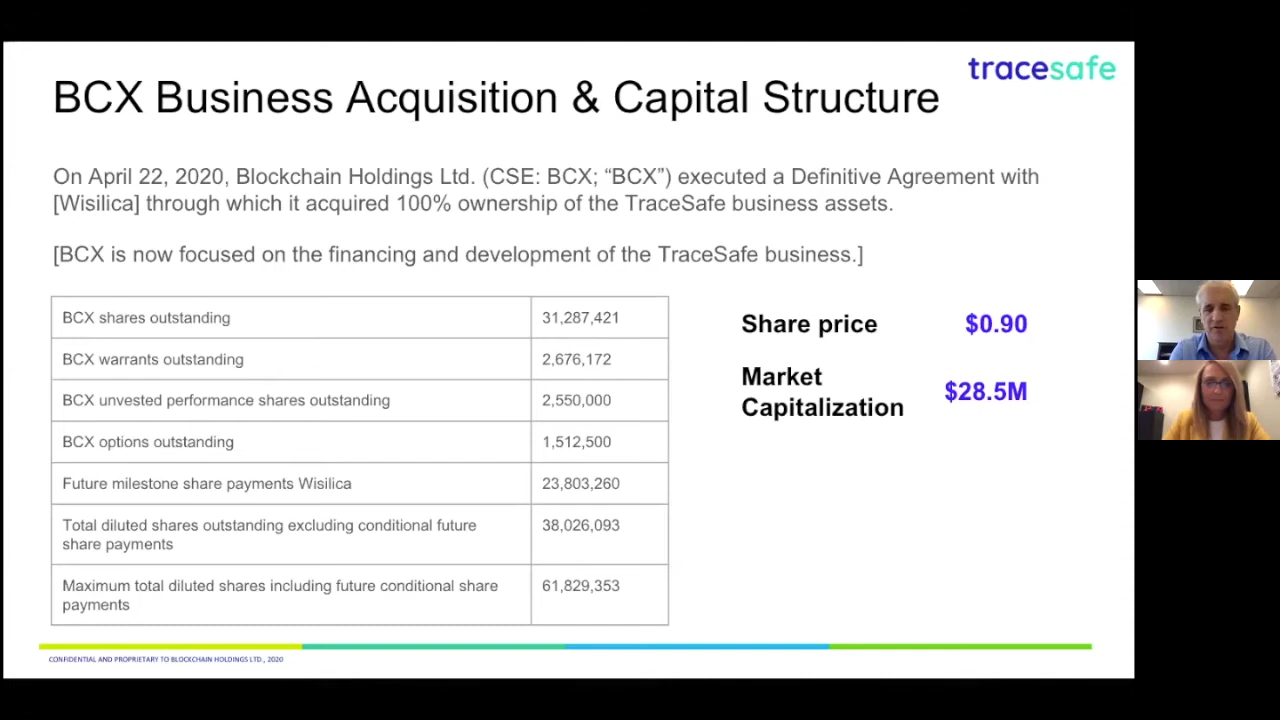 tracesafe
BCX Business Acquisition & Capital Structure
On April 22, 2020, Blockchain Holdings Ltd. (CSE: BCX; “BCX”) executed a Definitive Agreement with
[Wisilica] through which it acquired 100% ownership of the TraceSafe business assets.
[BCX is now focused on the financing and development of the TraceSafe business.]
BCX shares outstanding 31,287,421
BCX warrants outstanding 2,676,172
BCX unvested performance shares outstanding 2,550,000
BCX options outstanding 1,512,500
Future milestone share payments Wisilica 23,803,260
Total diluted shares outstanding excluding conditional future 38,026,093
share payments
Maximum total diluted shares including future conditional share 61,829,353
payments
Share price $0.90
Market
Capitalization $28.5M
CONFIDENTIAL AND PROPRIETARY TO BLOCKCHAIN HOLDINGS LTD., 2020